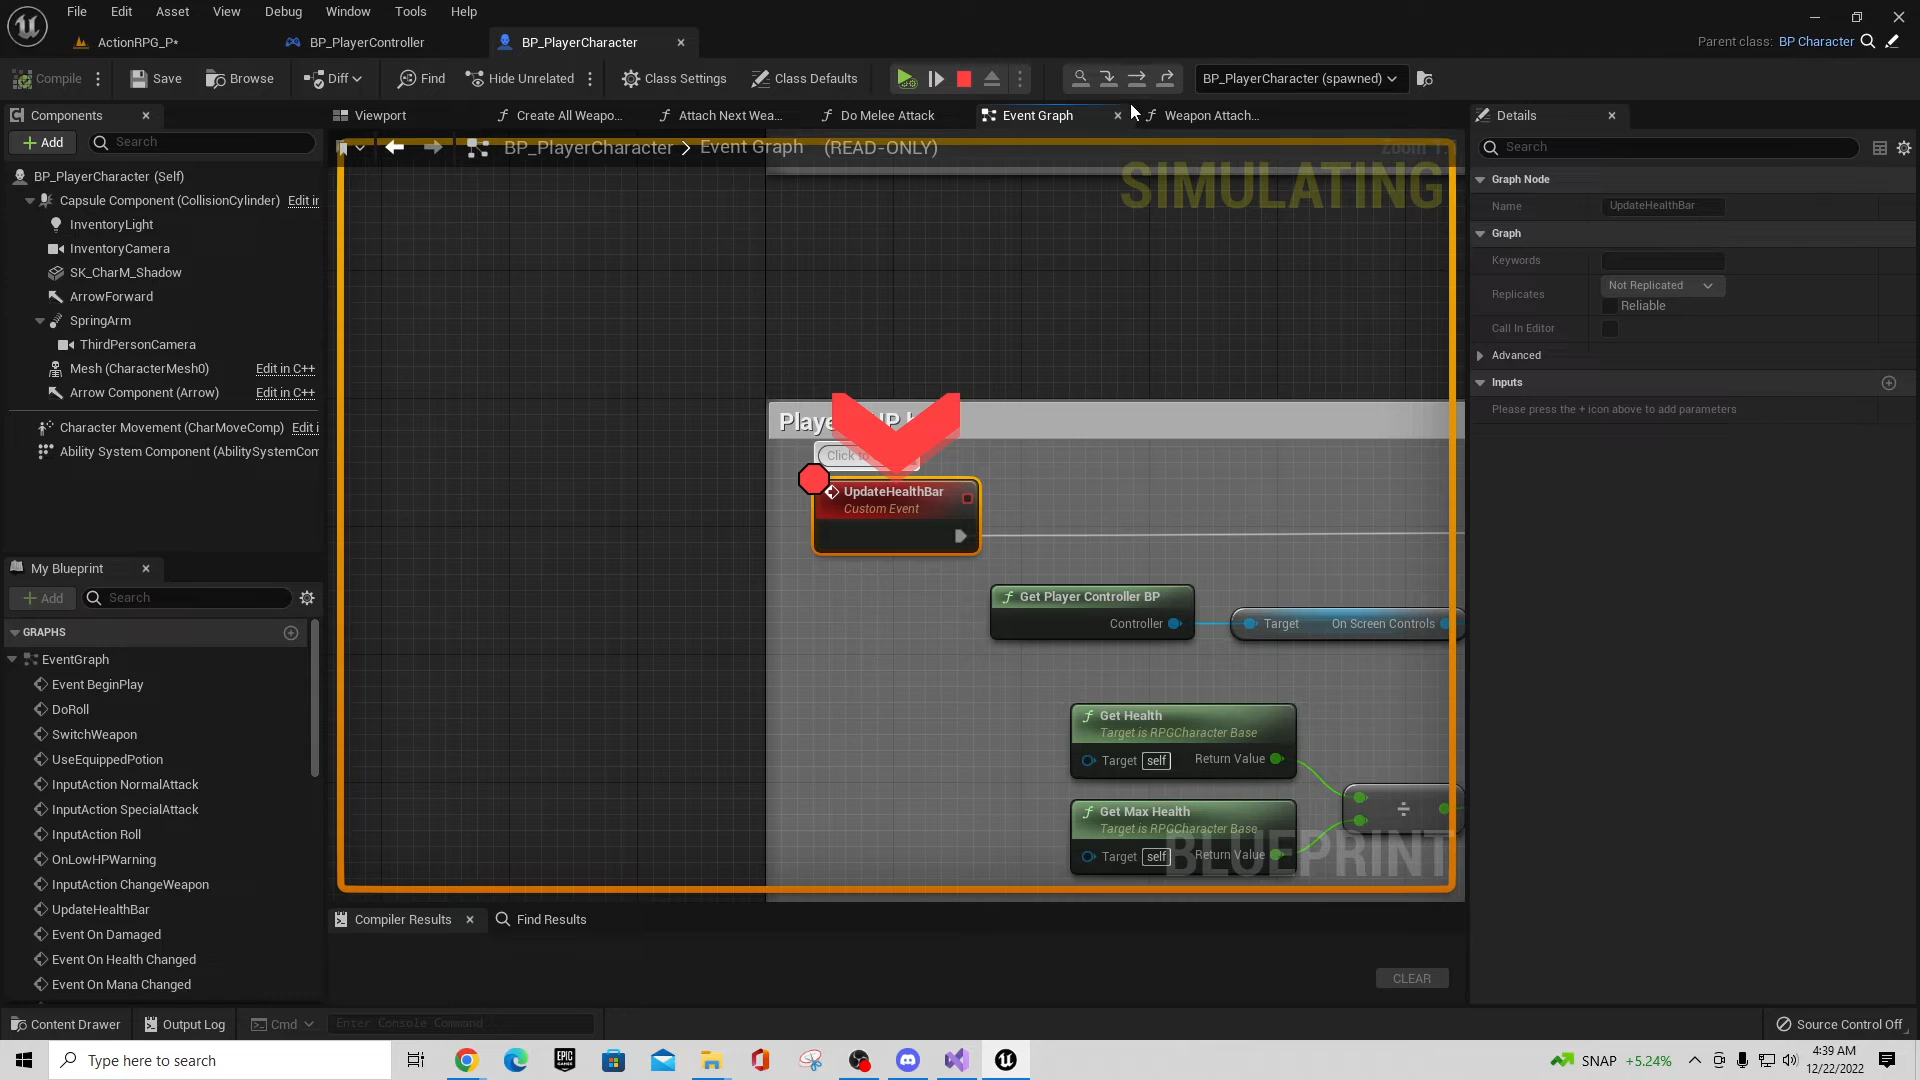 File Edit Asset View Debug Window Tools Help
ActionRPG_P* BP_PlayerController BP_PlayerCharacter
Parent class: BP Character
Compile Save Browse Diff Find Hide Unrelated Class Settings Class Defaults BP_PlayerCharacter (spawned)
Components
Viewport Create All Weapo... Attach Next Wea... Do Melee Attack Event Graph Weapon Attach...
Details
Add Search
BP_PlayerCharacter > Event Graph (READ-ONLY)
SIMULATING
Search
BP_PlayerCharacter (Self)
Capsule Component (CollisionCylinder) Edit in
InventoryLight
InventoryCamera
SK_CharM_Shadow
ArrowForward
SpringArm
ThirdPersonCamera
Mesh (CharacterMesh0) Edit in C++
Arrow Component (Arrow) Edit in C++
Character Movement (CharMoveComp) Edit i
Ability System Component (AbilitySystemCom
Graph Node
Name UpdateHealthBar
Graph
Keywords
Replicates Not Replicated
Reliable
Call In Editor
Advanced
Inputs
Please press the + icon above to add parameters
UpdateHealthBar
Custom Event
Get Player Controller BP
Controller
Target On Screen Controls
Get Health
Target is RPGCharacter Base
Target self Return Value
Get Max Health
Target is RPGCharacter Base
Target self Return Value
÷
BLUEPRINT
My Blueprint
Add Search
GRAPHS
EventGraph
Event BeginPlay
DoRoll
SwitchWeapon
UseEquippedPotion
InputAction NormalAttack
InputAction SpecialAttack
InputAction Roll
OnLowHPWarning
InputAction ChangeWeapon
UpdateHealthBar
Event On Damaged
Event On Health Changed
Event On Mana Changed
Compiler Results Find Results
CLEAR
Content Drawer Output Log Cmd Enter Console Command Source Control Off
Type here to search
EPIC GAMES
SNAP +5.24%
4:39 AM
12/22/2022